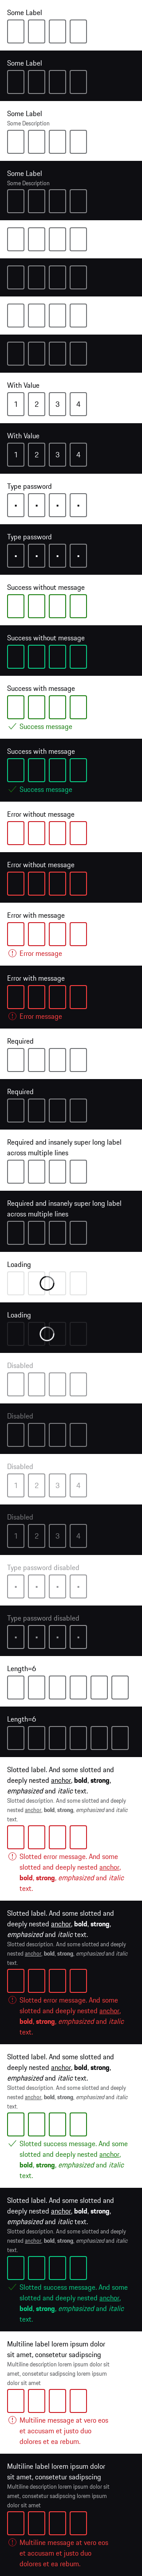 Some Label
Some Label
Some Label
Some Description
Some Label
Some Description
With Value
1 2 3 4
With Value
1 2 3 4
Type password
• • • •
Type password
• • • •
Success without message
Success without message
Success with message
Success message
Success with message
Success message
Error without message
Error without message
Error with message
Error message
Error with message
Error message
Required
Required
Required and insanely super long label
across multiple lines
Required and insanely super long label
across multiple lines
Loading
Loading
Disabled
Disabled
Disabled
1 2 3 4
Disabled
1 2 3 4
Type password disabled
• • • •
Type password disabled
• • • •
Length=6
Length=6
Slotted label. And some slotted and
deeply nested anchor, bold, strong,
emphasized and italic text.
Slotted description. And some slotted and deeply
nested anchor, bold, strong, emphasized and italic
text.
Slotted error message. And some
slotted and deeply nested anchor,
bold, strong, emphasized and italic
text.
Slotted label. And some slotted and
deeply nested anchor, bold, strong,
emphasized and italic text.
Slotted description. And some slotted and deeply
nested anchor, bold, strong, emphasized and italic
text.
Slotted error message. And some
slotted and deeply nested anchor,
bold, strong, emphasized and italic
text.
Slotted label. And some slotted and
deeply nested anchor, bold, strong,
emphasized and italic text.
Slotted description. And some slotted and deeply
nested anchor, bold, strong, emphasized and italic
text.
Slotted success message. And some
slotted and deeply nested anchor,
bold, strong, emphasized and italic
text.
Slotted label. And some slotted and
deeply nested anchor, bold, strong,
emphasized and italic text.
Slotted description. And some slotted and deeply
nested anchor, bold, strong, emphasized and italic
text.
Slotted success message. And some
slotted and deeply nested anchor,
bold, strong, emphasized and italic
text.
Multiline label lorem ipsum dolor
sit amet, consetetur sadipscing
Multiline description lorem ipsum dolor sit
amet, consetetur sadipscing lorem ipsum
dolor sit amet
Multiline message at vero eos
et accusam et justo duo
dolores et ea rebum.
Multiline label lorem ipsum dolor
sit amet, consetetur sadipscing
Multiline description lorem ipsum dolor sit
amet, consetetur sadipscing lorem ipsum
dolor sit amet
Multiline message at vero eos
et accusam et justo duo
dolores et ea rebum.